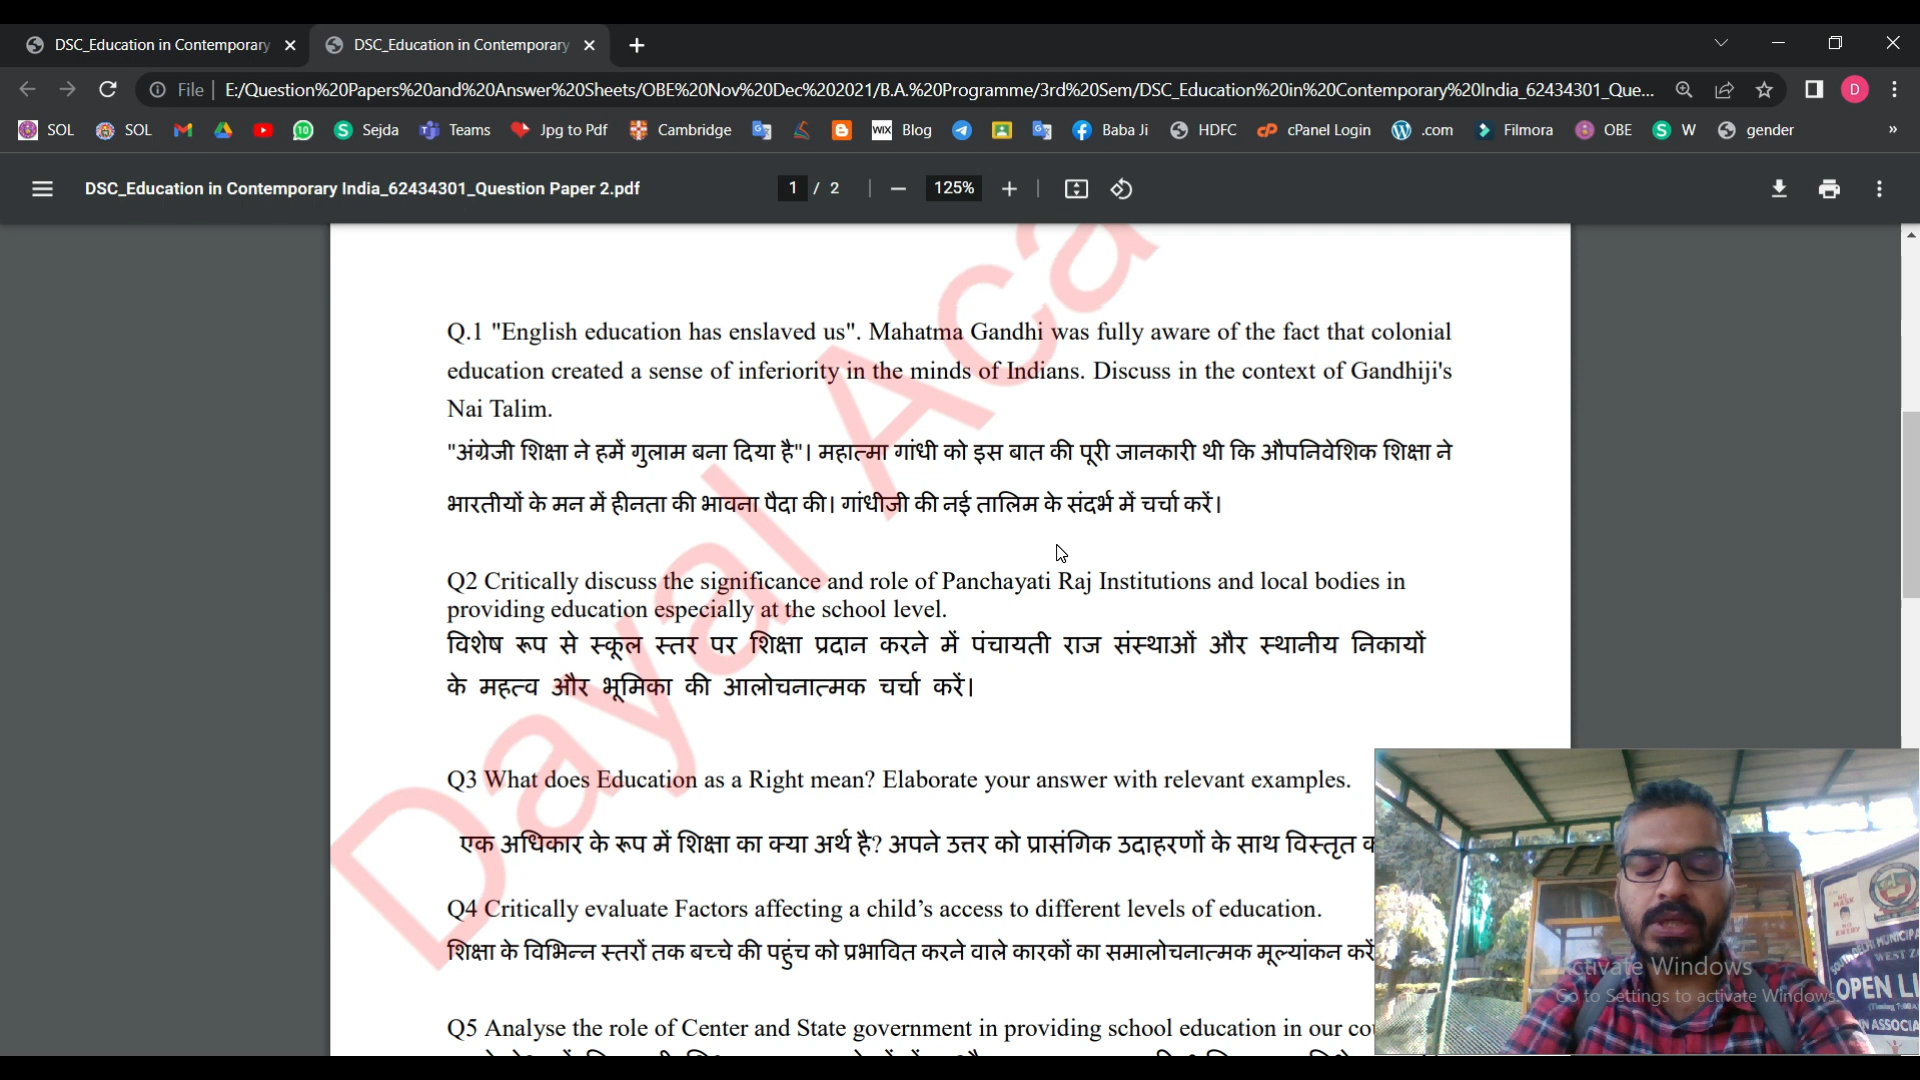 DSC_Education in Contemporary
DSC_Education in Contemporary
File
E:/Question%20Papers%20and%20Answer%20Sheets/OBE%20Nov%20Dec%202021/B.A.%20Programme/3rd%20Sem/DSC_Education%20in%20Contemporary%20India_62434301_Que...
D
SOL SOL 10 Sejda Teams Jpg to Pdf Cambridge WIX Blog Baba Ji HDFC cPanel Login .com Filmora OBE W gender »
DSC_Education in Contemporary India_62434301_Question Paper 2.pdf
1 / 2
125%
Dayal Aca
Q.1 "English education has enslaved us". Mahatma Gandhi was fully aware of the fact that colonial
education created a sense of inferiority in the minds of Indians. Discuss in the context of Gandhiji's
Nai Talim.
"अंग्रेजी शिक्षा ने हमें गुलाम बना दिया है"। महात्मा गांधी को इस बात की पूरी जानकारी थी कि औपनिवेशिक शिक्षा ने
भारतीयों के मन में हीनता की भावना पैदा की। गांधीजी की नई तालिम के संदर्भ में चर्चा करें।
Q2 Critically discuss the significance and role of Panchayati Raj Institutions and local bodies in
providing education especially at the school level.
विशेष रूप से स्कूल स्तर पर शिक्षा प्रदान करने में पंचायती राज संस्थाओं और स्थानीय निकायों
के महत्व और भूमिका की आलोचनात्मक चर्चा करें।
Q3 What does Education as a Right mean? Elaborate your answer with relevant examples.
एक अधिकार के रूप में शिक्षा का क्या अर्थ है? अपने उत्तर को प्रासंगिक उदाहरणों के साथ विस्तृत
Q4 Critically evaluate Factors affecting a child’s access to different levels of education.
शिक्षा के विभिन्न स्तरों तक बच्चे की पहुंच को प्रभावित करने वाले कारकों का समालोचनात्मक मूल्यांकन करें
Q5 Analyse the role of Center and State government in providing school education in our
Activate Windows
Go to Settings to activate Windows.
OPEN LI